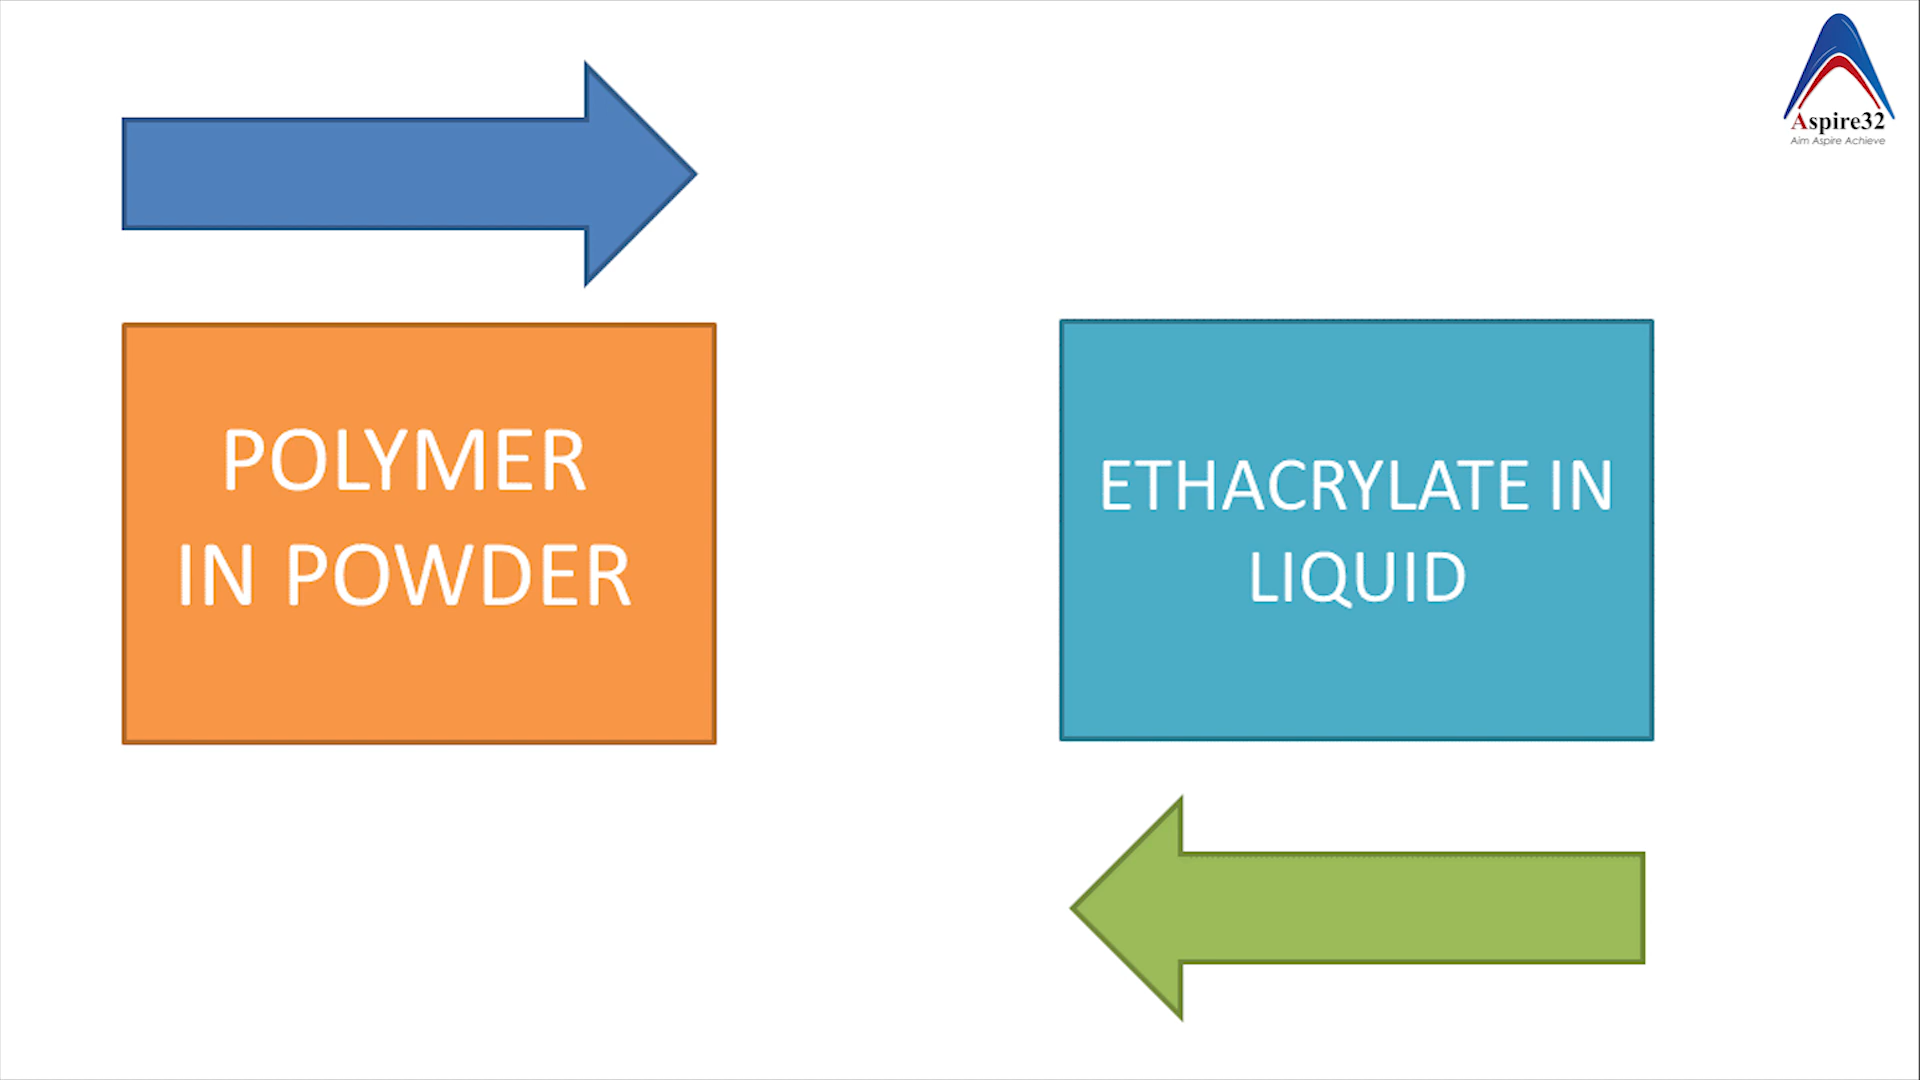 Aspire32
Aim Aspire Achieve
POLYMER
IN POWDER
ETHACRYLATE IN
LIQUID